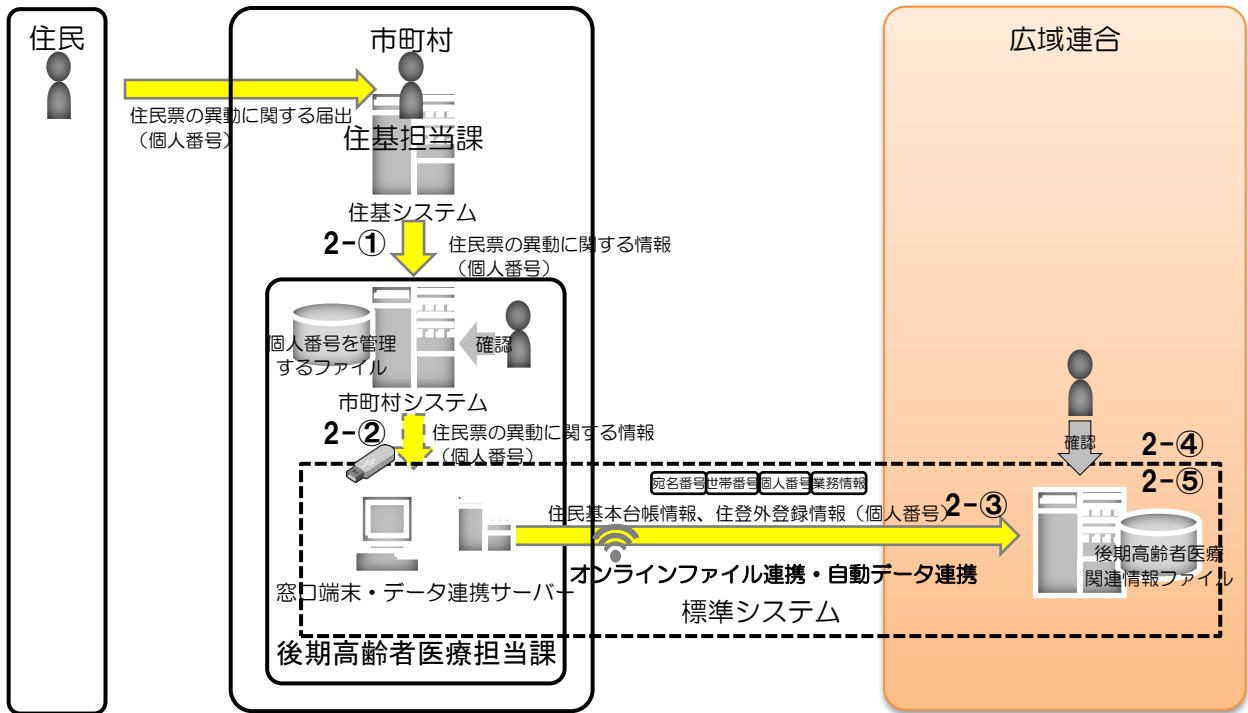 住民
市町村
広域連合
住民票の異動に関する届出
（個人番号）
住基担当課
住基システム
2-①
住民票の異動に関する情報
（個人番号）
個人番号を管理
するファイル
確認
市町村システム
2-②
住民票の異動に関する情報
（個人番号）
確認
2-④
2-⑤
宛名番号 世帯番号 個人番号 業務情報
住民基本台帳情報、住登外登録情報（個人番号）
2-③
オンラインファイル連携・自動データ連携
後期高齢者医療
関連情報ファイル
窓口端末・データ連携サーバー
標準システム
後期高齢者医療担当課